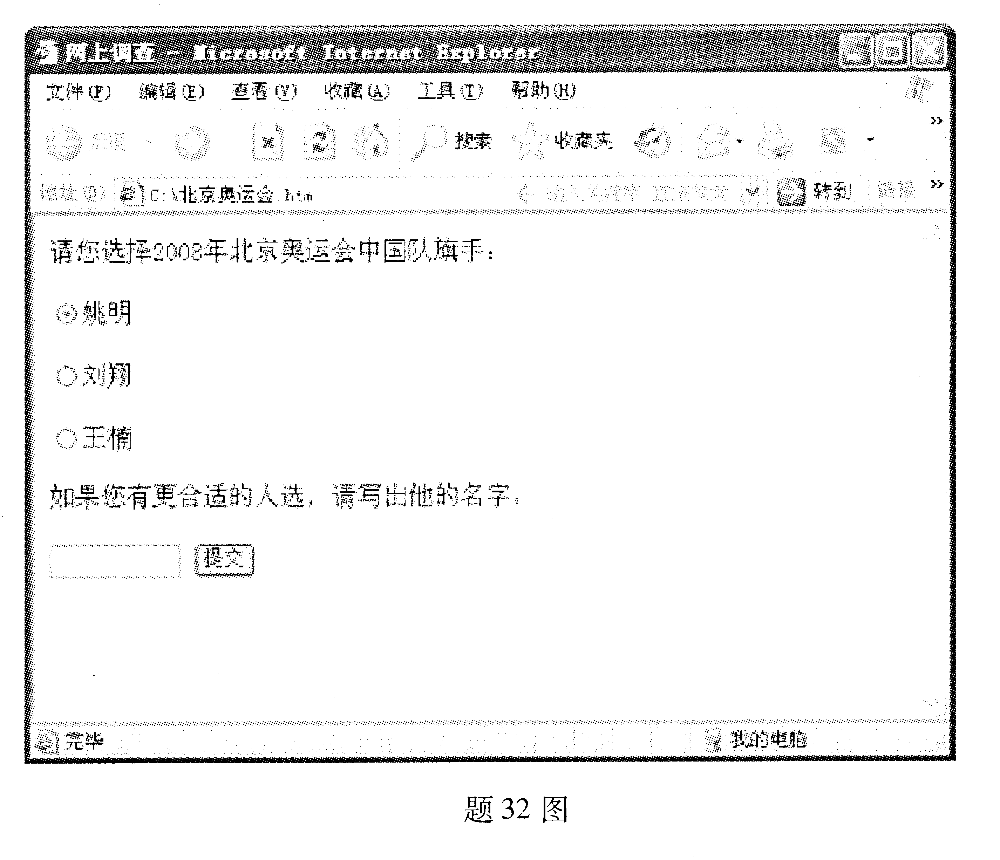 网上调查 - Microsoft Internet Explorer
文件(F) 编辑(E) 查看(V) 收藏(A) 工具(T) 帮助(H)
后退 搜索 收藏夹
地址(D) C:\北京奥运会.htm 转到 链接
请您选择2008年北京奥运会中国队旗手：
姚明
刘翔
王楠
如果您有更合适的人选，请写出他的名字，
提交
完毕 我的电脑
题 32 图